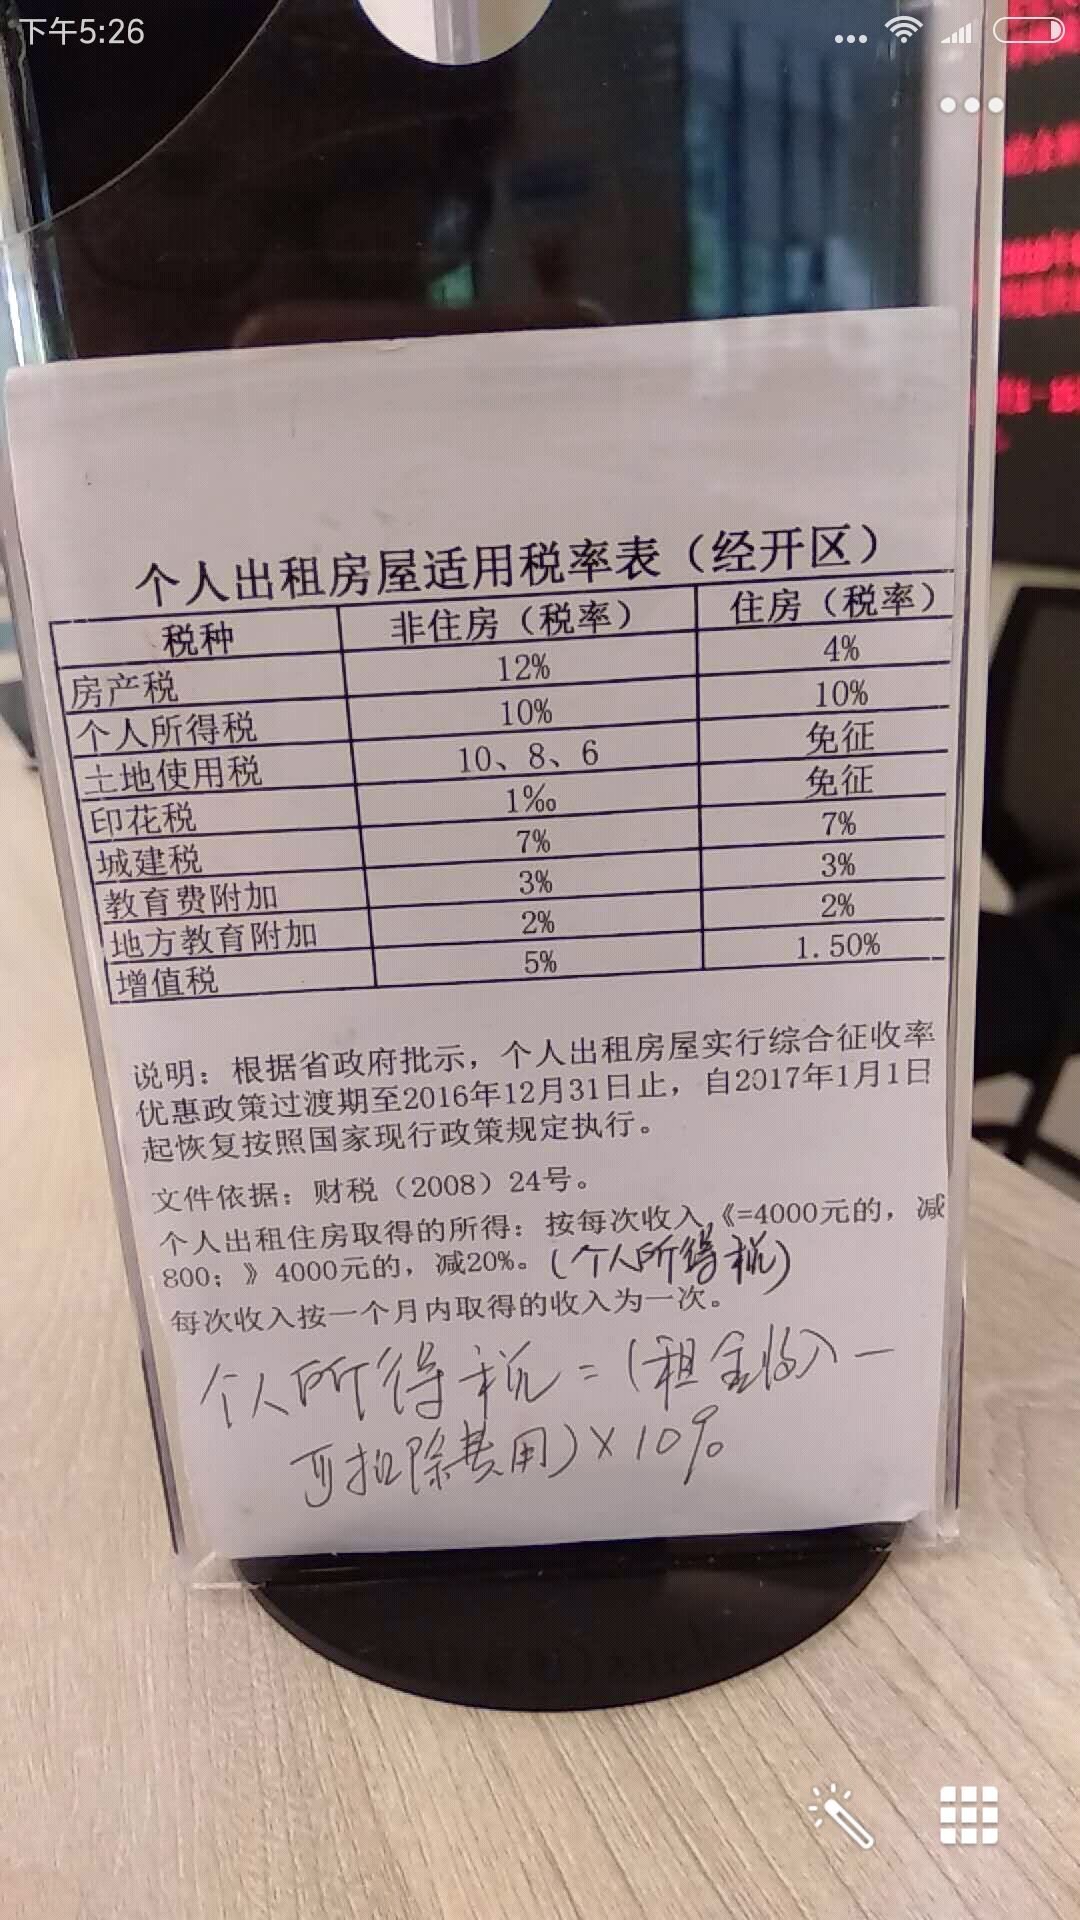 下午5:26
个人出租房屋适用税率表（经开区）
税种 非住房（税率） 住房（税率）
房产税 12% 4%
个人所得税 10% 10%
土地使用税 10、8、6 免征
印花税 1‰ 免征
城建税 7% 7%
教育费附加 3% 3%
地方教育附加 2% 2%
增值税 5% 1.50%
说明：根据省政府批示，个人出租房屋实行综合征收率
优惠政策过渡期至2016年12月31日止，自2017年1月1日
起恢复按照国家现行政策规定执行。
文件依据：财税（2008）24号。
个人出租住房取得的所得：按每次收入《=4000元的，减
800；》4000元的，减20%。（个人所得税）
每次收入按一个月内取得的收入为一次。
个人所得税=（租金收入－
可扣除费用）×10%